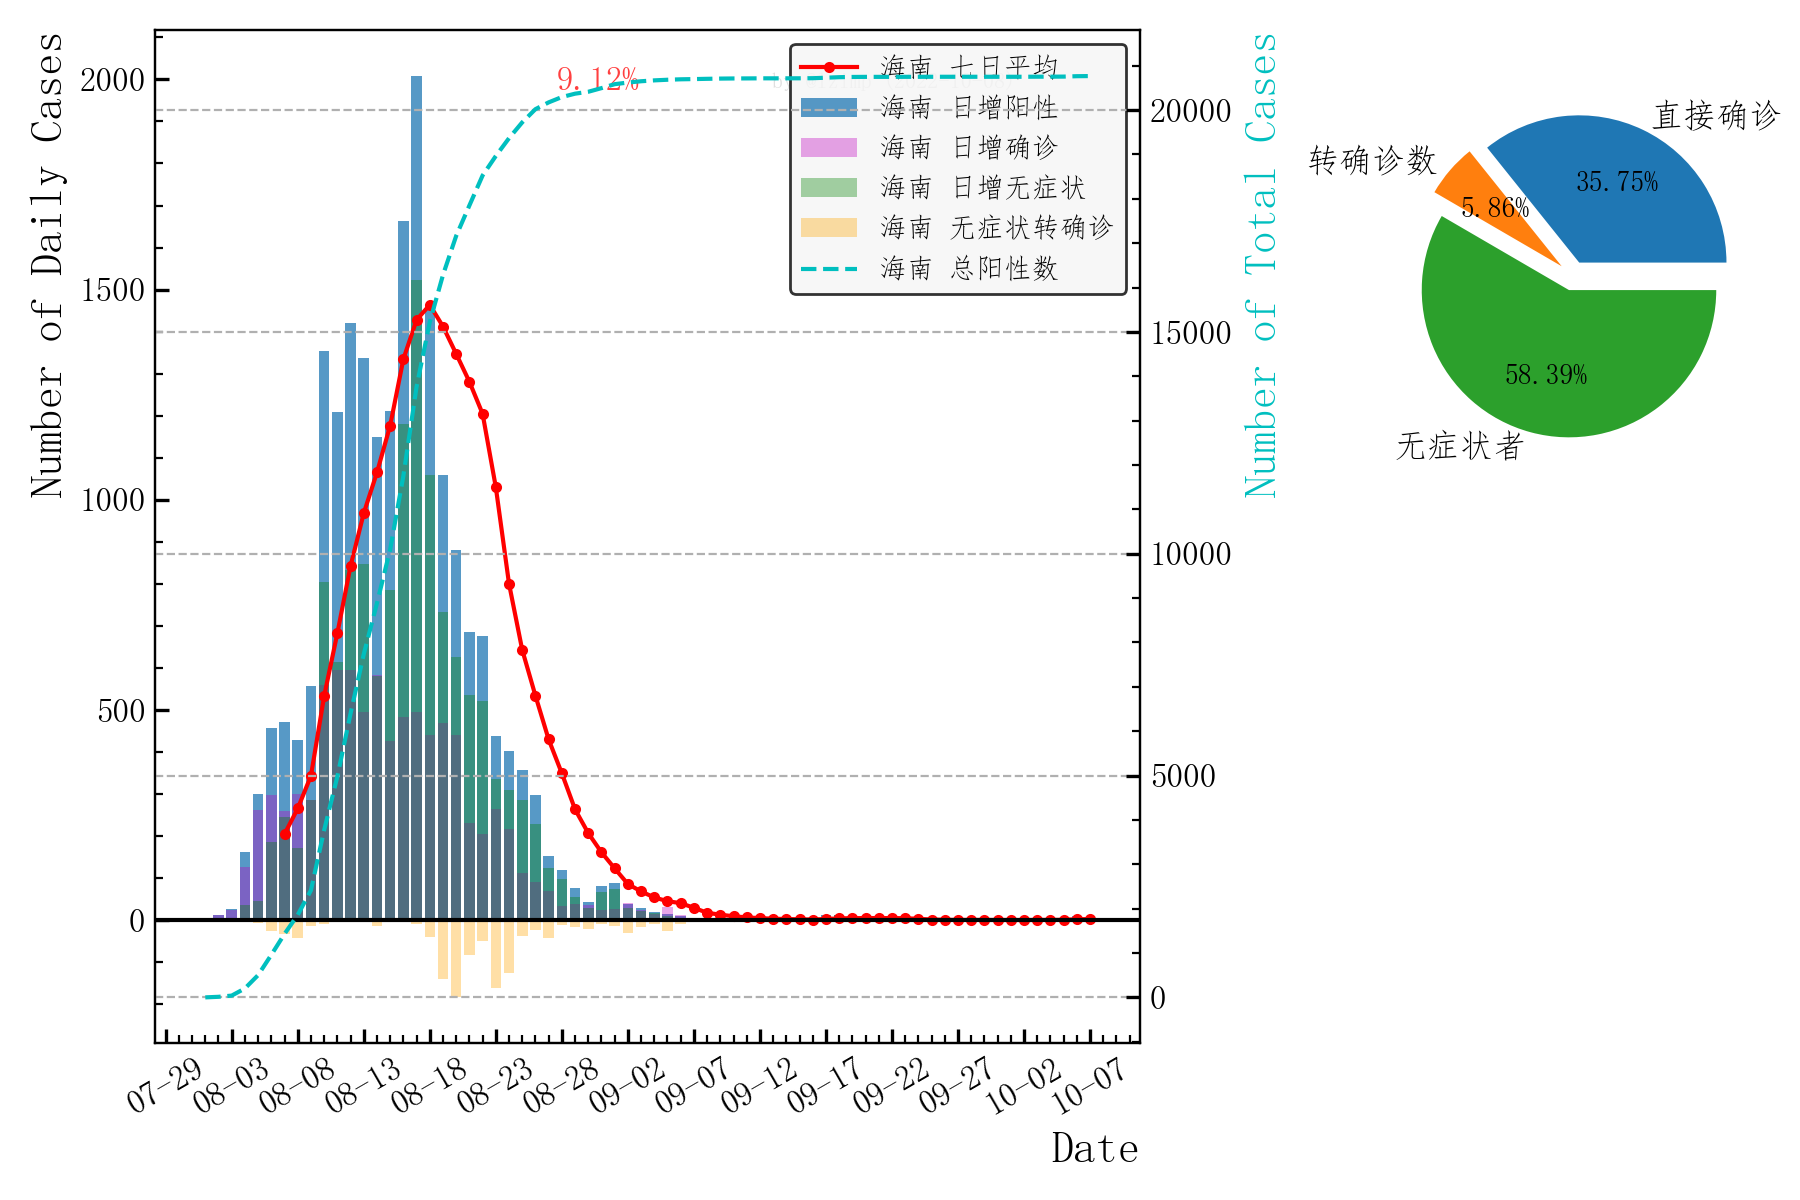 Number of Daily Cases
2000
1500
1000
500
0
9.12%
海南 七日平均
海南 日增阳性
海南 日增确诊
海南 日增无症状
海南 无症状转确诊
海南 总阳性数
20000
15000
10000
5000
0
Number of Total Cases
07-29
08-03
08-08
08-13
08-18
08-23
08-28
09-02
09-07
09-12
09-17
09-22
09-27
10-02
10-07
Date
直接确诊
35.75%
转确诊数
5.86%
58.39%
无症状者